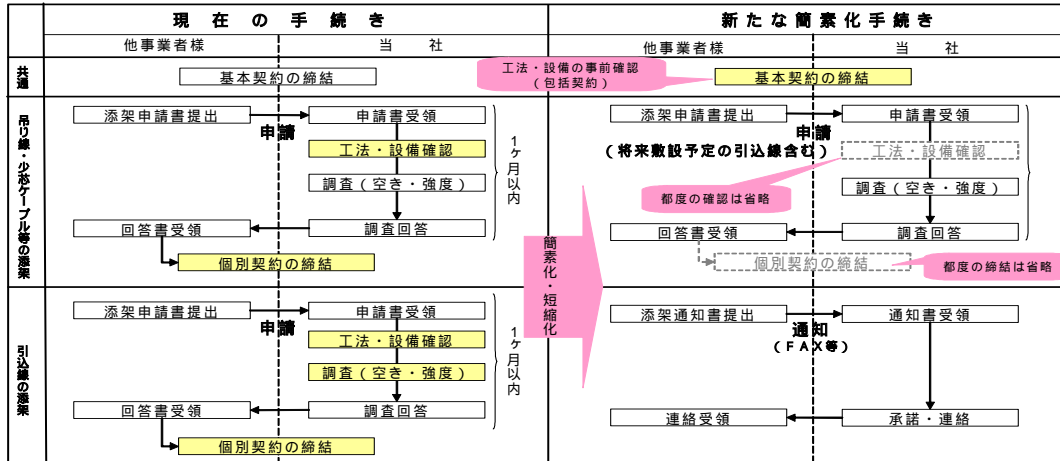 現在の手続き
新たな簡素化手続き
他事業者様
当社
他事業者様
当社
共通
基本契約の締結
工法・設備の事前確認
(包括契約)
基本契約の締結
吊り線・少芯ケーブル等の添架
添架申請書提出
申請
申請書受領
工法・設備確認
調査(空き・強度)
調査回答
回答書受領
個別契約の締結
1ヶ月以内
簡素化・短縮化
添架申請書提出
申請
(将来敷設予定の引込線含む)
申請書受領
工法・設備確認
都度の確認は省略
調査(空き・強度)
調査回答
回答書受領
個別契約の締結
都度の締結は省略
引込線の添架
添架申請書提出
申請
申請書受領
工法・設備確認
調査(空き・強度)
調査回答
回答書受領
個別契約の締結
1ヶ月以内
添架通知書提出
通知
(FAX等)
通知書受領
承諾・連絡
連絡受領